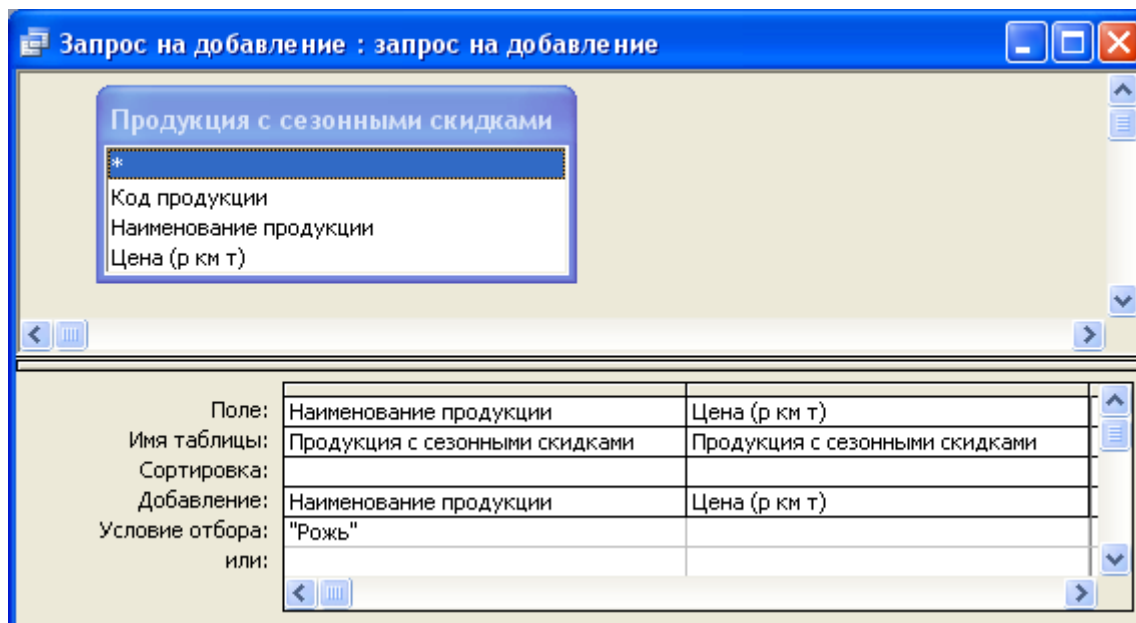 Запрос на добавление : запрос на добавление
Продукция с сезонными скидками
*
Код продукции
Наименование продукции
Цена (р км т)
Поле: Наименование продукции Цена (р км т)
Имя таблицы: Продукция с сезонными скидками Продукция с сезонными скидками
Сортировка:
Добавление: Наименование продукции Цена (р км т)
Условие отбора: "Рожь"
или: